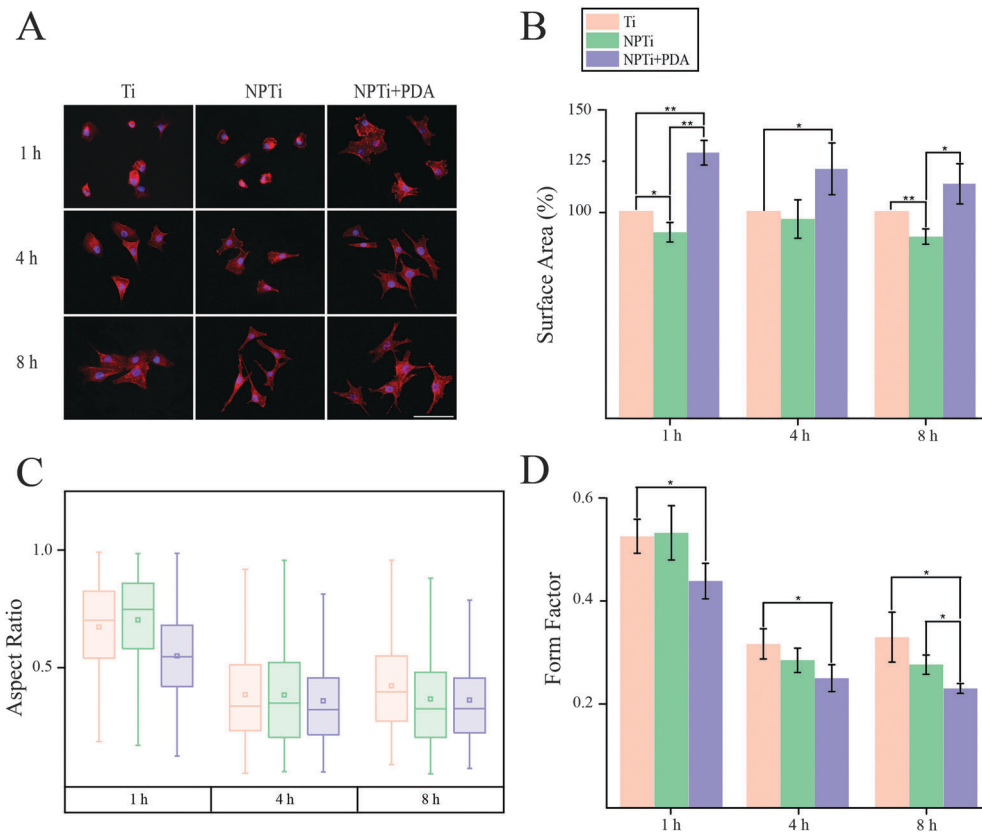 A
Ti NPTi NPTi+PDA
1 h
4 h
8 h
B
Ti
NPTi
NPTi+PDA
Surface Area (%)
150
125
100
** ** * * * **
1 h 4 h 8 h
C
Aspect Ratio
1.0
0.5
1 h 4 h 8 h
D
Form Factor
0.6
0.4
0.2
* * * *
1 h 4 h 8 h